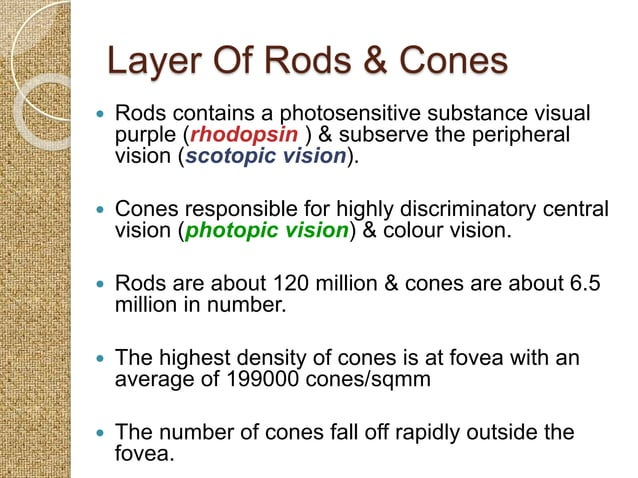 Layer Of Rods & Cones
• Rods contains a photosensitive substance visual
purple (rhodopsin ) & subserve the peripheral
vision (scotopic vision).
• Cones responsible for highly discriminatory central
vision (photopic vision) & colour vision.
• Rods are about 120 million & cones are about 6.5
million in number.
• The highest density of cones is at fovea with an
average of 199000 cones/sqmm
• The number of cones fall off rapidly outside the
fovea.